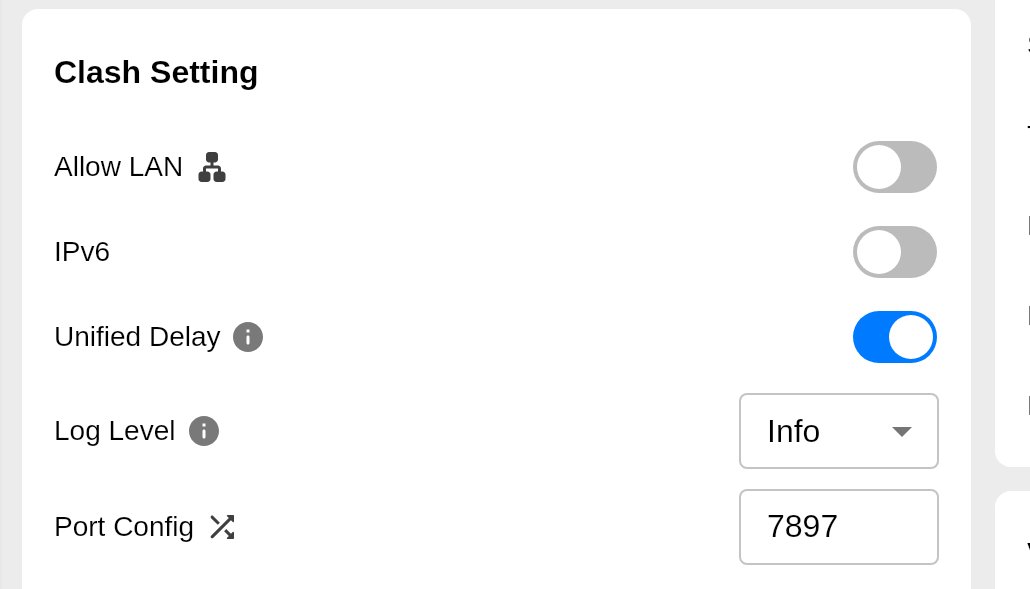 Clash Setting
Allow LAN
IPv6
Unified Delay
Log Level
Info
Port Config
7897